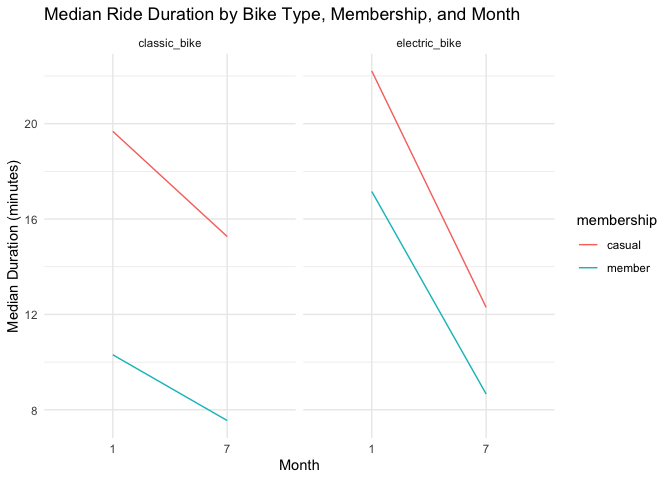 Median Ride Duration by Bike Type, Membership, and Month
classic_bike
electric_bike
20
16
12
8
Median Duration (minutes)
1
7
1
7
Month
membership
casual
member